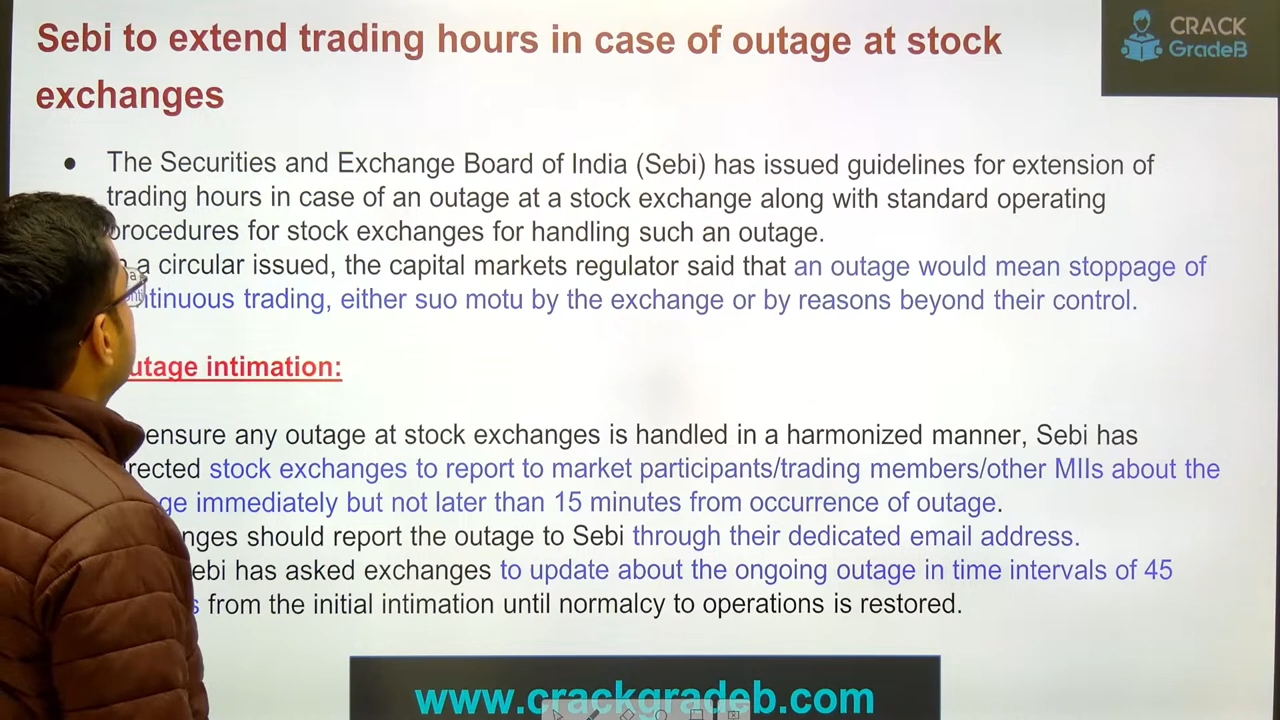 Sebi to extend trading hours in case of outage at stock
exchanges
CRACK
GradeB
● The Securities and Exchange Board of India (Sebi) has issued guidelines for extension of
trading hours in case of an outage at a stock exchange along with standard operating
procedures for stock exchanges for handling such an outage.
a circular issued, the capital markets regulator said that an outage would mean stoppage of
tinuous trading, either suo motu by the exchange or by reasons beyond their control.
utage intimation:
ensure any outage at stock exchanges is handled in a harmonized manner, Sebi has
rected stock exchanges to report to market participants/trading members/other MIIs about the
ge immediately but not later than 15 minutes from occurrence of outage.
nges should report the outage to Sebi through their dedicated email address.
ebi has asked exchanges to update about the ongoing outage in time intervals of 45
s from the initial intimation until normalcy to operations is restored.
www.crackgradeb.com